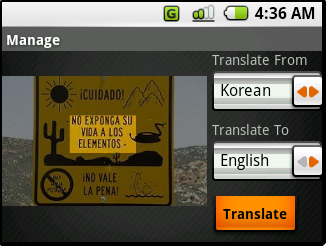 G
4:36 AM
Manage
Translate From
Korean
Translate To
English
Translate
¡CUIDADO!
NO EXPONGA SU
VIDA A LOS
ELEMENTOS -
¡NO VALE
LA PENA!